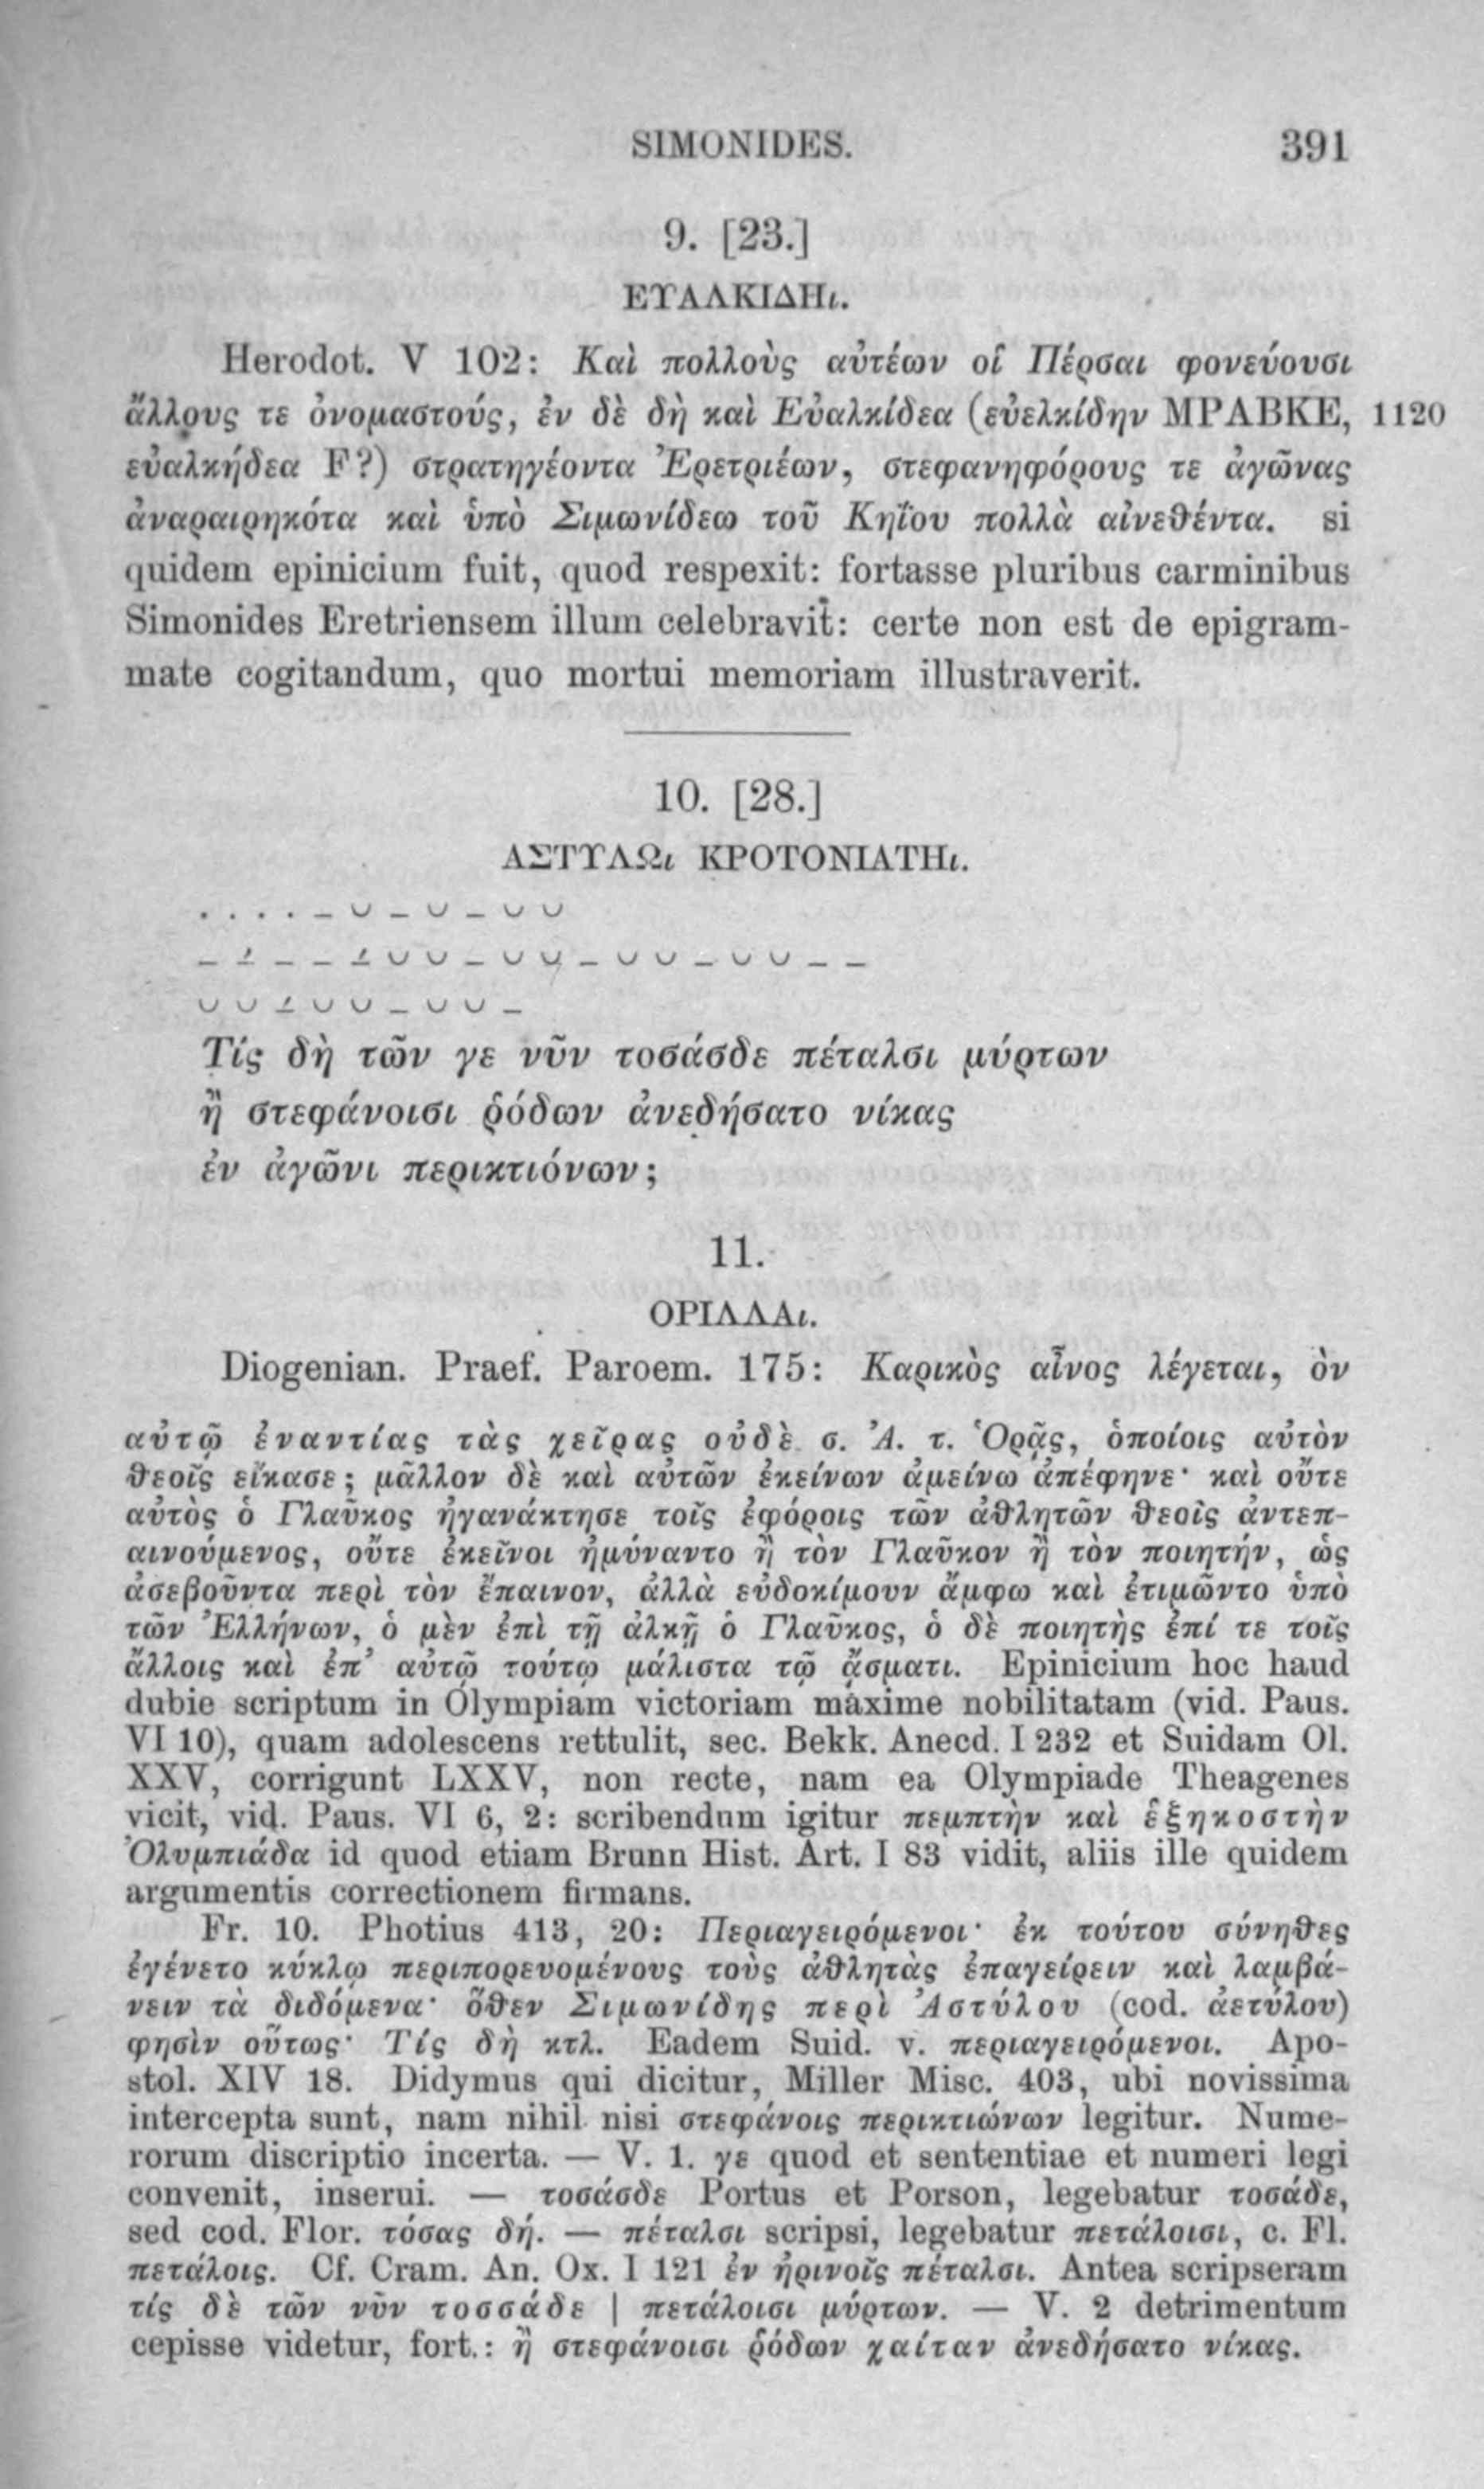 SIMONIDES. 391
9. [23.]
ΕΥΑΛΚΙΔΗι.
Herodot. V 102: Καὶ πολλοὺς αὐτέων οἱ Πέρσαι φονεύουσι
ἄλλους τε ὀνομαστούς, ἐν δὲ δὴ καὶ Εὐαλκίδεα (εὐελκίδην MPABKE, 1120
εὐαλκήδεα F?) στρατηγέοντα Ἐρετριέων, στεφανηφόρους τε ἀγῶνας
ἀναραιρηκότα καὶ ὑπὸ Σιμωνίδεω τοῦ Κηΐου πολλὰ αἰνεθέντα. si
quidem epinicium fuit, quod respexit: fortasse pluribus carminibus
Simonides Eretriensem illum celebravit: certe non est de epigram-
mate cogitandum, quo mortui memoriam illustraverit.
10. [28.]
ΑΣΤΥΛΩι ΚΡΟΤΟΝΙΑΤΗι.
. . . . – ∪ – ∪ – ∪ ∪
– –́ – – –́ ∪ ∪ – ∪ ∪ – ∪ ∪ – ∪ ∪ – –
∪ ∪ –́ ∪ ∪ – ∪ ∪ –
Τίς δὴ τῶν γε νῦν τοσάσδε πέταλσι μύρτων
ἢ στεφάνοισι ῥόδων ἀνεδήσατο νίκας
ἐν ἀγῶνι περικτιόνων;
11.
ΟΡΙΛΛΑι.
Diogenian. Praef. Paroem. 175: Καρικὸς αἶνος λέγεται, ὃν
αὐτῷ ἐναντίας τὰς χεῖρας οὐδὲ σ. Ἀ. τ. Ὁρᾷς, ὁποίοις αὐτὸν
θεοῖς εἴκασε; μᾶλλον δὲ καὶ αὐτῶν ἐκείνων ἀμείνω ἀπέφηνε· καὶ οὔτε
αὐτὸς ὁ Γλαῦκος ἠγανάκτησε τοῖς ἐφόροις τῶν ἀθλητῶν θεοῖς ἀντεπ-
αινούμενος, οὔτε ἐκεῖνοι ἠμύναντο ἢ τὸν Γλαῦκον ἢ τὸν ποιητήν, ὡς
ἀσεβοῦντα περὶ τὸν ἔπαινον, ἀλλὰ εὐδοκίμουν ἄμφω καὶ ἐτιμῶντο ὑπὸ
τῶν Ἑλλήνων, ὁ μὲν ἐπὶ τῇ ἀλκῇ ὁ Γλαῦκος, ὁ δὲ ποιητὴς ἐπί τε τοῖς
ἄλλοις καὶ ἐπ’ αὐτῷ τούτῳ μάλιστα τῷ ᾄσματι. Epinicium hoc haud
dubie scriptum in Olympiam victoriam maxime nobilitatam (vid. Paus.
VI 10), quam adolescens rettulit, sec. Bekk. Anecd. I 232 et Suidam Ol.
XXV, corrigunt LXXV, non recte, nam ea Olympiade Theagenes
vicit, vid. Paus. VI 6, 2: scribendum igitur πεμπτὴν καὶ ἑξηκοστὴν
Ὀλυμπιάδα id quod etiam Brunn Hist. Art. I 83 vidit, aliis ille quidem
argumentis correctionem firmans.
Fr. 10. Photius 413, 20: Περιαγειρόμενοι· ἐκ τούτου σύνηθες
ἐγένετο κύκλῳ περιπορευομένους τοὺς ἀθλητὰς ἐπαγείρειν καὶ λαμβά-
νειν τὰ διδόμενα· ὅθεν Σιμωνίδης περὶ Ἀστύλου (cod. ἀετύλου)
φησὶν οὕτως· Τίς δὴ κτλ. Eadem Suid. v. περιαγειρόμενοι. Apo-
stol. XIV 18. Didymus qui dicitur, Miller Misc. 403, ubi novissima
intercepta sunt, nam nihil nisi στεφάνοις περικτιώνων legitur. Nume-
rorum discriptio incerta. — V. 1. γε quod et sententiae et numeri legi
convenit, inserui. — τοσάσδε Portus et Porson, legebatur τοσάδε,
sed cod. Flor. τόσας δή. — πέταλσι scripsi, legebatur πετάλοισι, c. Fl.
πετάλοις. Cf. Cram. An. Ox. I 121 ἐν ἠρινοῖς πέταλσι. Antea scripseram
τίς δὲ τῶν νῦν τοσσάδε | πετάλοισι μύρτων. — V. 2 detrimentum
cepisse videtur, fort.: ἢ στεφάνοισι ῥόδων χαίταν ἀνεδήσατο νίκας.